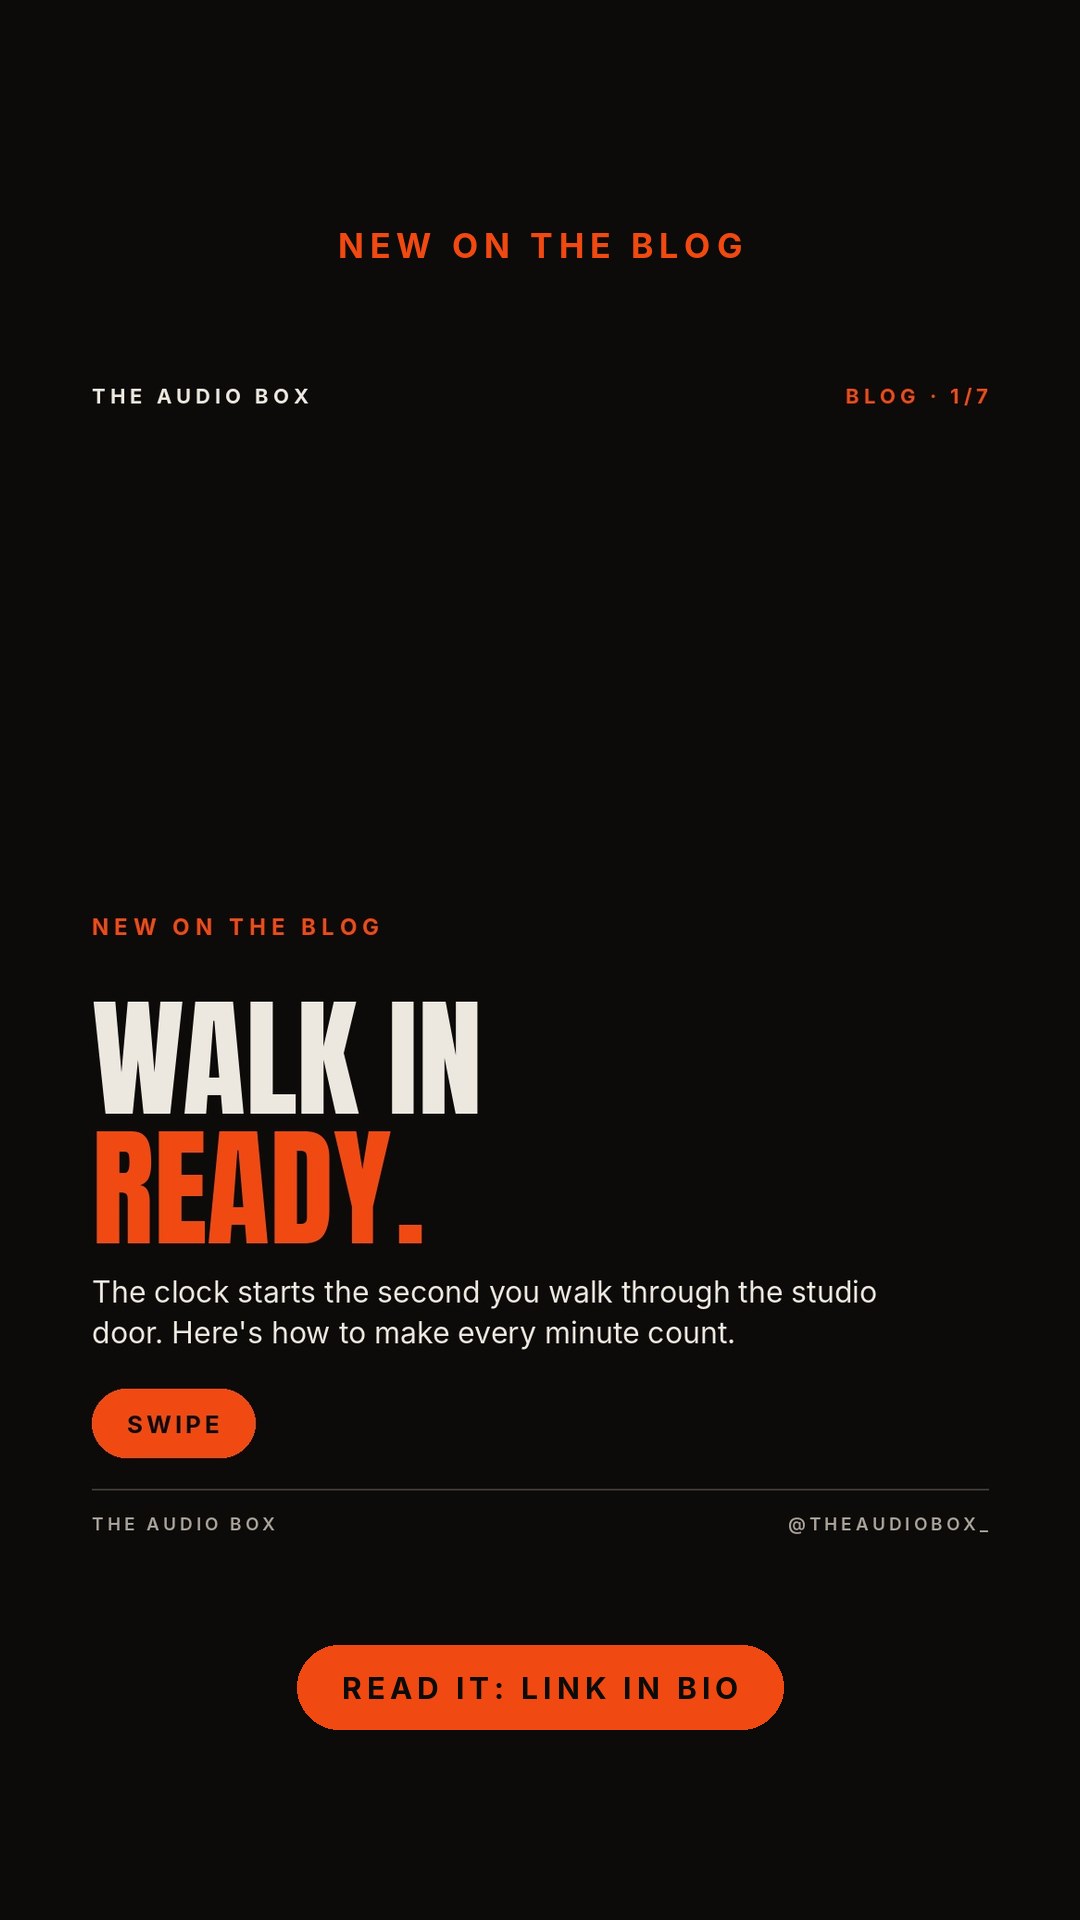 NEW ON THE BLOG
THE AUDIO BOX
BLOG · 1/7
NEW ON THE BLOG
WALK IN
READY.
The clock starts the second you walk through the studio
door. Here's how to make every minute count.
SWIPE
THE AUDIO BOX
@THEAUDIOBOX_
READ IT: LINK IN BIO